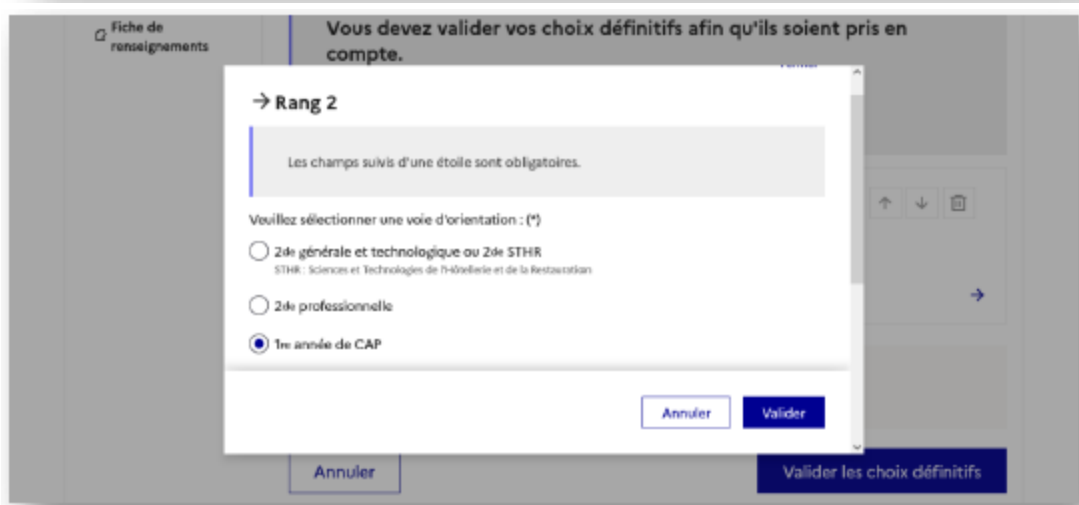 Fiche de
renseignements
Vous devez valider vos choix définitifs afin qu'ils soient pris en
compte.
→ Rang 2
Les champs suivis d'une étoile sont obligatoires.
Veuillez sélectionner une voie d'orientation : (*)
2de générale et technologique ou 2de STHR
STHR : Sciences et Technologies de l'Hôtellerie et de la Restauration
2de professionnelle
1re année de CAP
Annuler
Valider
Annuler
Valider les choix définitifs